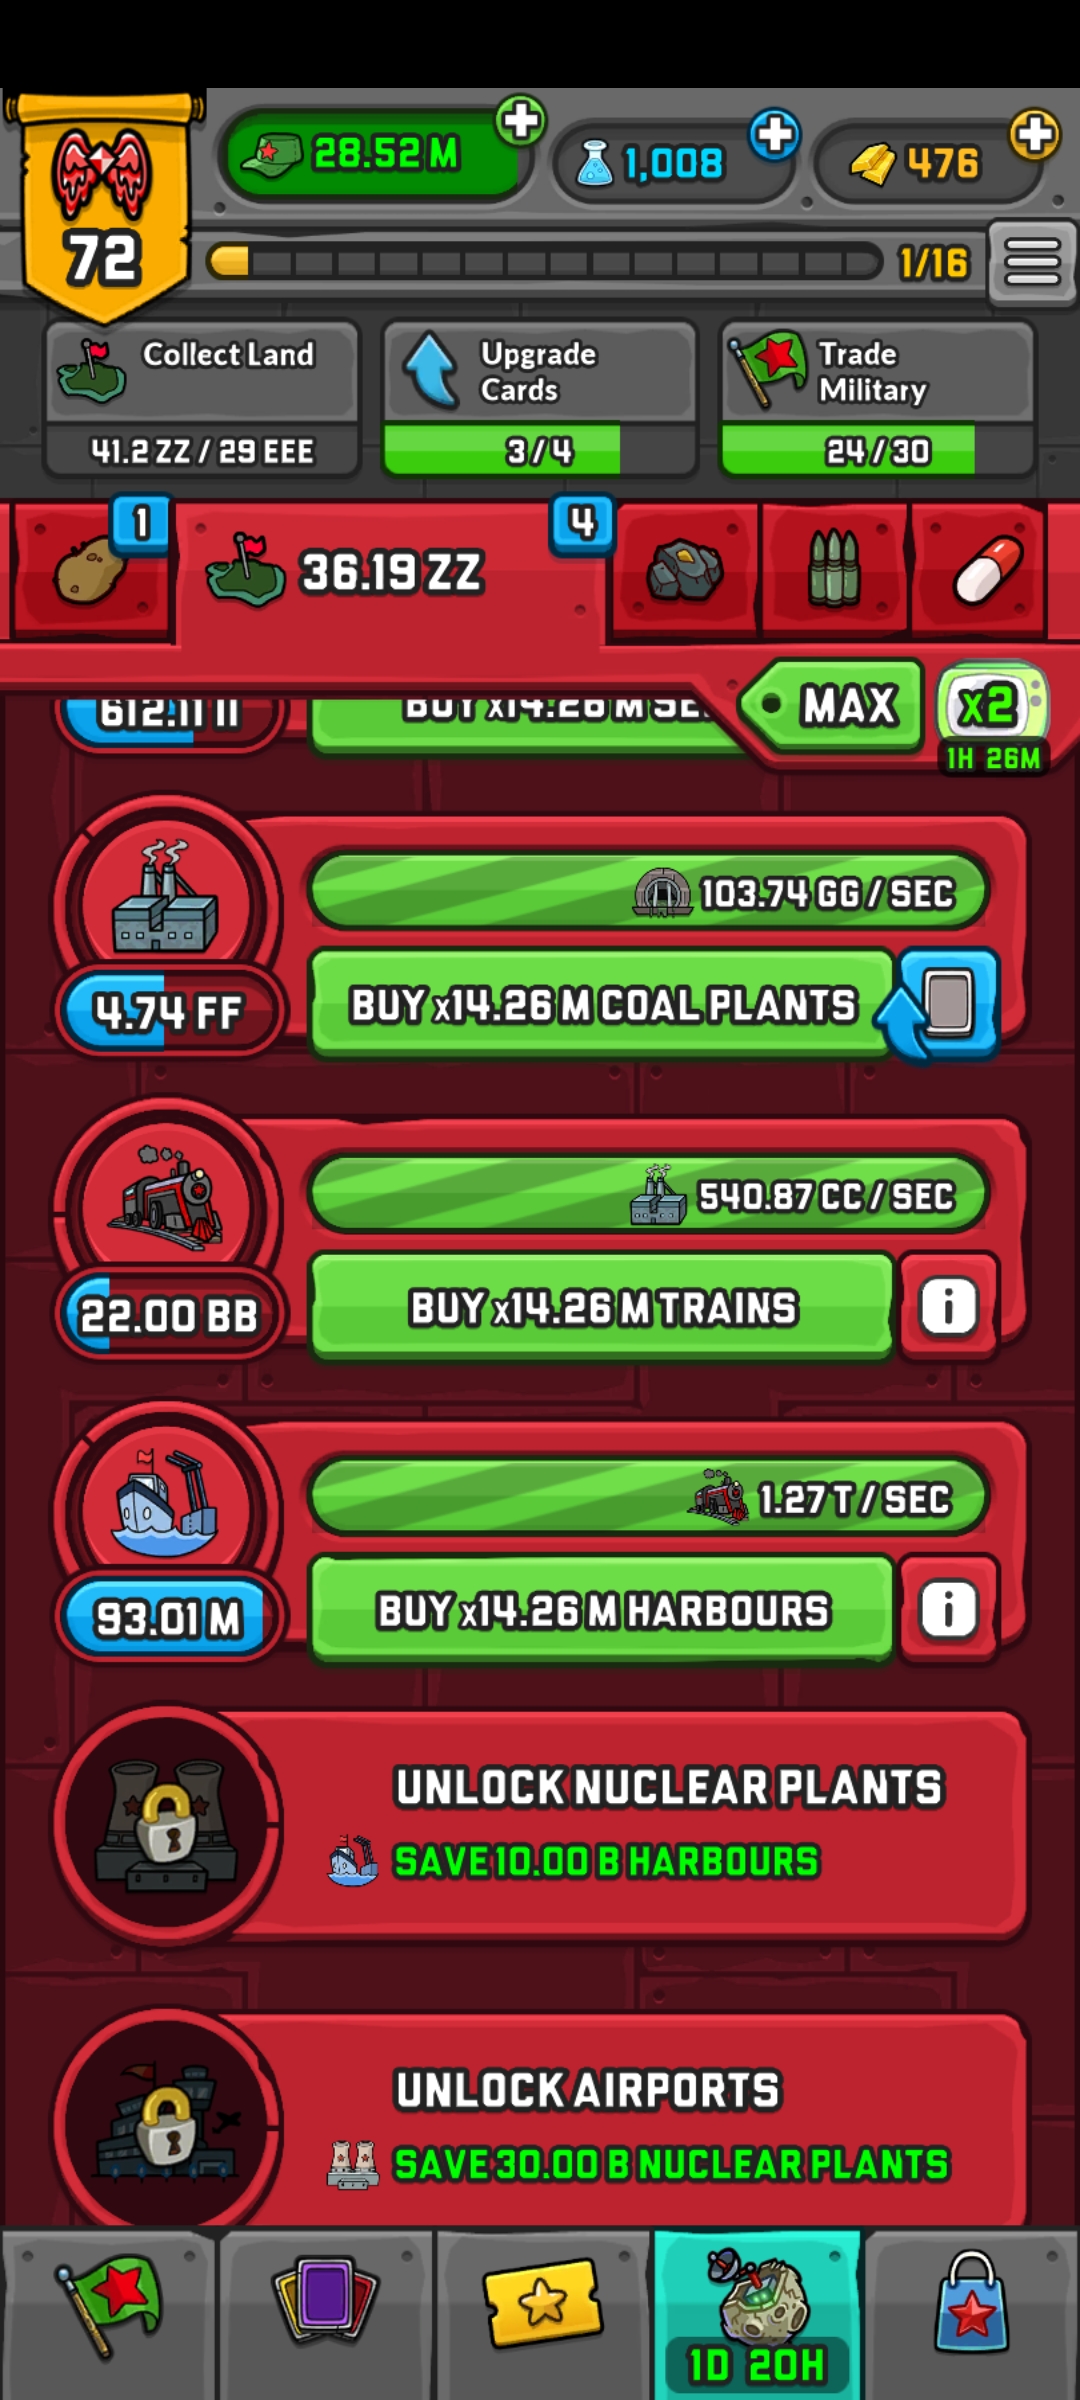 28.52 M
1,008
476
72
1/16
Collect Land
41.2 ZZ / 29 EEE
Upgrade
Cards
3/4
Trade
Military
24/30
1
36.19 ZZ
4
MAX
x2
1H 26M
612.11 II
BUY x14.26 M
4.74 FF
103.74 GG / SEC
BUY x14.26 M COAL PLANTS
22.00 BB
540.87 CC / SEC
BUY x14.26 M TRAINS
i
93.01 M
1.27 T / SEC
BUY x14.26 M HARBOURS
i
UNLOCK NUCLEAR PLANTS
SAVE 10.00 B HARBOURS
UNLOCK AIRPORTS
SAVE 30.00 B NUCLEAR PLANTS
1D 20H